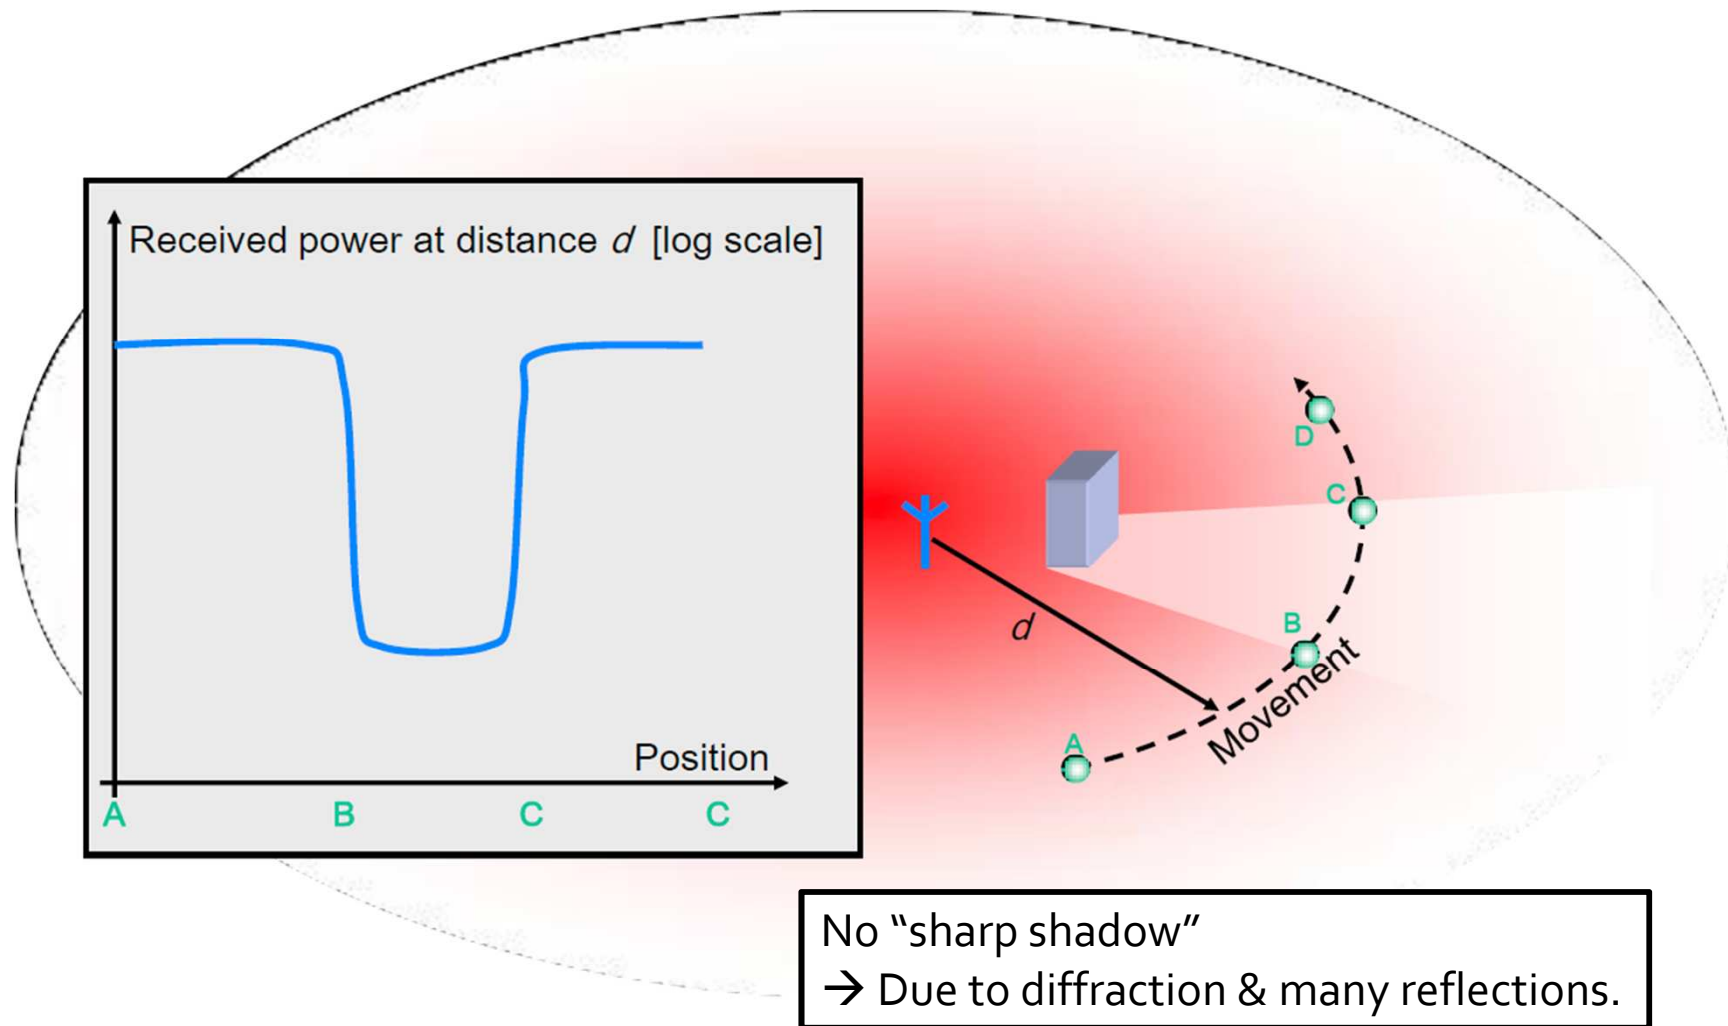 Received power at distance d [log scale]
Position
A B C C
D
C
B
A
d
Movement
No “sharp shadow”
→ Due to diffraction & many reflections.